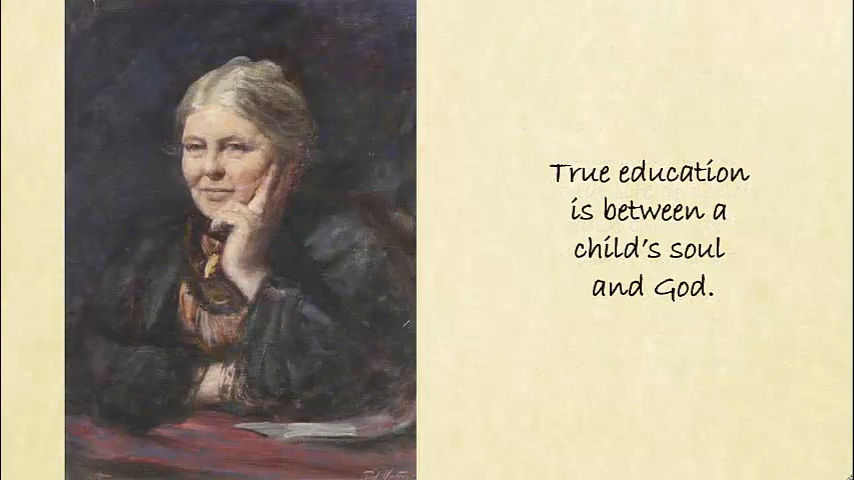 True education
is between a
child's soul
and God.